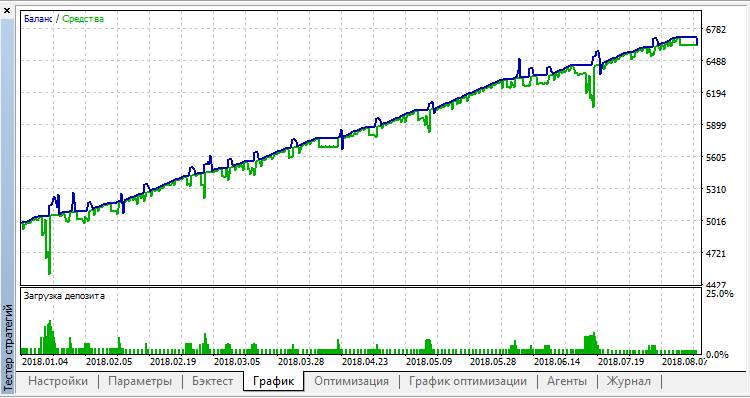 Баланс / Средства
6782
6488
6194
5899
5605
5310
5016
4721
4427
Загрузка депозита
25.0%
0.0%
2018.01.04 2018.02.05 2018.02.19 2018.03.05 2018.03.28 2018.04.23 2018.05.09 2018.05.28 2018.06.14 2018.07.19 2018.08.07
Настройки Параметры Бэктест График Оптимизация График оптимизации Агенты Журнал
Тестер стратегий